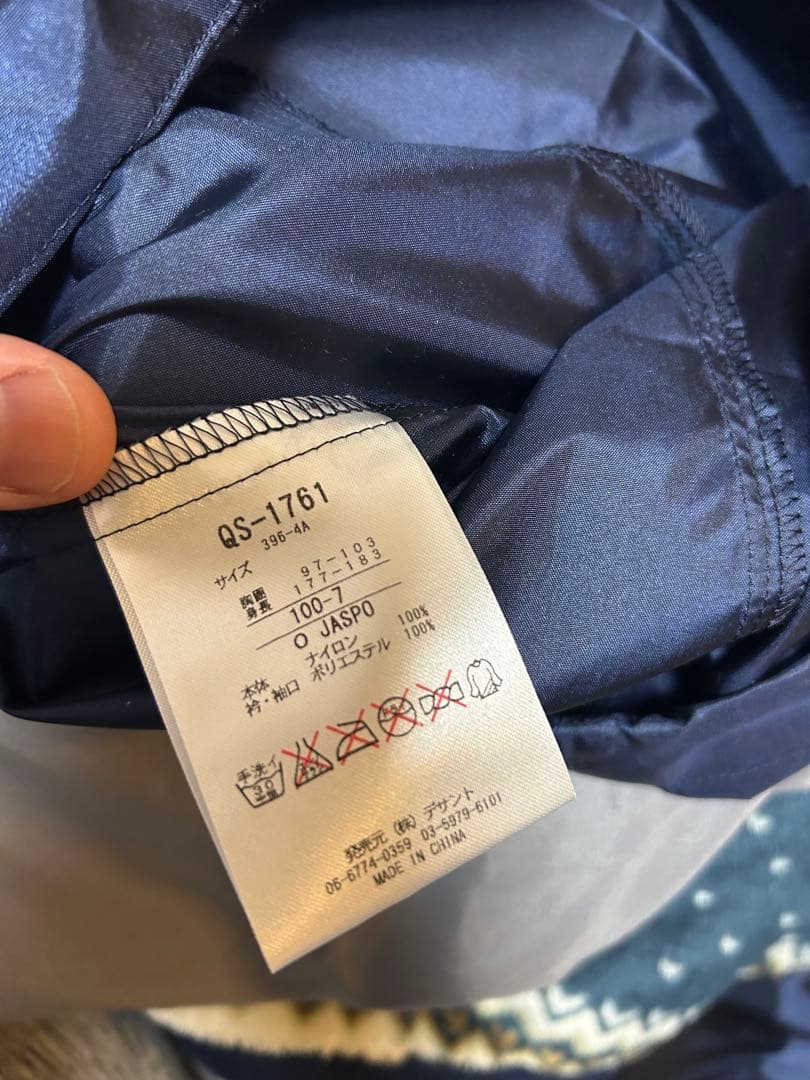 QS-1761
396-4A
サイズ
胸囲 97-103
身長 177-183
100-7
O JASPO
本体 ナイロン 100%
衿・袖口 ポリエステル 100%
手洗イ
30
発売元 (株) デサント
06-6774-0359 03-5979-6101
MADE IN CHINA